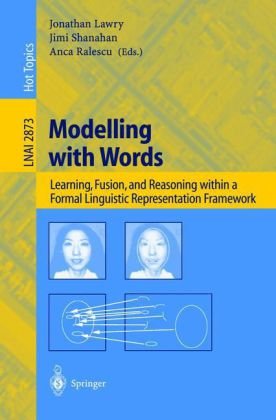 Jonathan Lawry
Jimi Shanahan
Anca Ralescu (Eds.)
Hot Topics
LNAI 2873
Modelling
with Words
Learning, Fusion, and Reasoning within a
Formal Linguistic Representation Framework
Springer